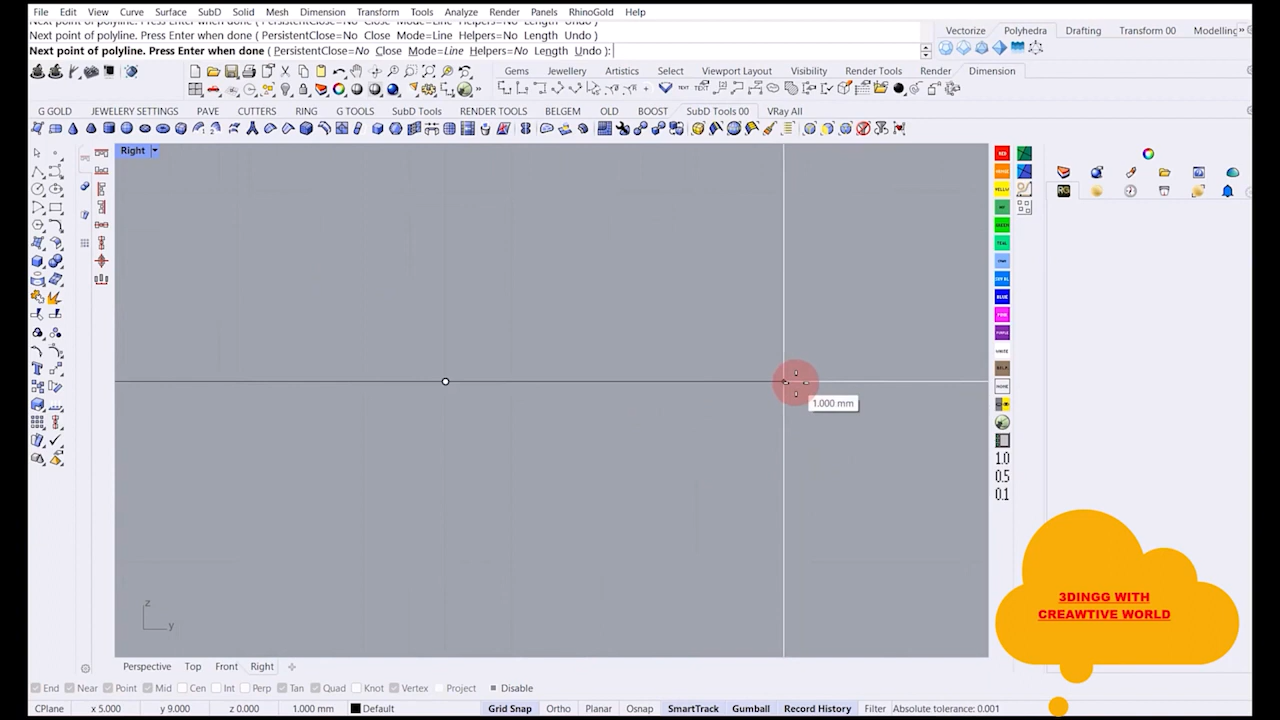 File Edit View Curve Surface SubD Solid Mesh Dimension Transform Tools Analyze Render Panels RhinoGold Help
Next point of polyline. Press Enter when done ( PersistentClose=No Close Mode=Line Helpers=No Length Undo )
Next point of polyline. Press Enter when done ( PersistentClose=No Close Mode=Line Helpers=No Length Undo )
Next point of polyline. Press Enter when done ( PersistentClose=No Close Mode=Line Helpers=No Length Undo ):
Vectorize Polyhedra Drafting Transform 00 Modelling
Gems Jewellery Artistics Select Viewport Layout Visibility Render Tools Render Dimension
G GOLD JEWELERY SETTINGS PAVE CUTTERS RING G TOOLS SubD Tools RENDER TOOLS BELGEM OLD BOOST SubD Tools 00 VRay All
Right
RED
GREEN
TEAL
BLUE
PINK
PURPLE
WHITE
1.000 mm
1.0
0.5
0.1
3DINGG WITH
CREAWTIVE WORLD
z
y
Perspective Top Front Right
End Near Point Mid Cen Int Perp Tan Quad Knot Vertex Project Disable
CPlane x 5.000 y 9.000 z 0.000 1.000 mm Default Grid Snap Ortho Planar Osnap SmartTrack Gumball Record History Filter Absolute tolerance: 0.001